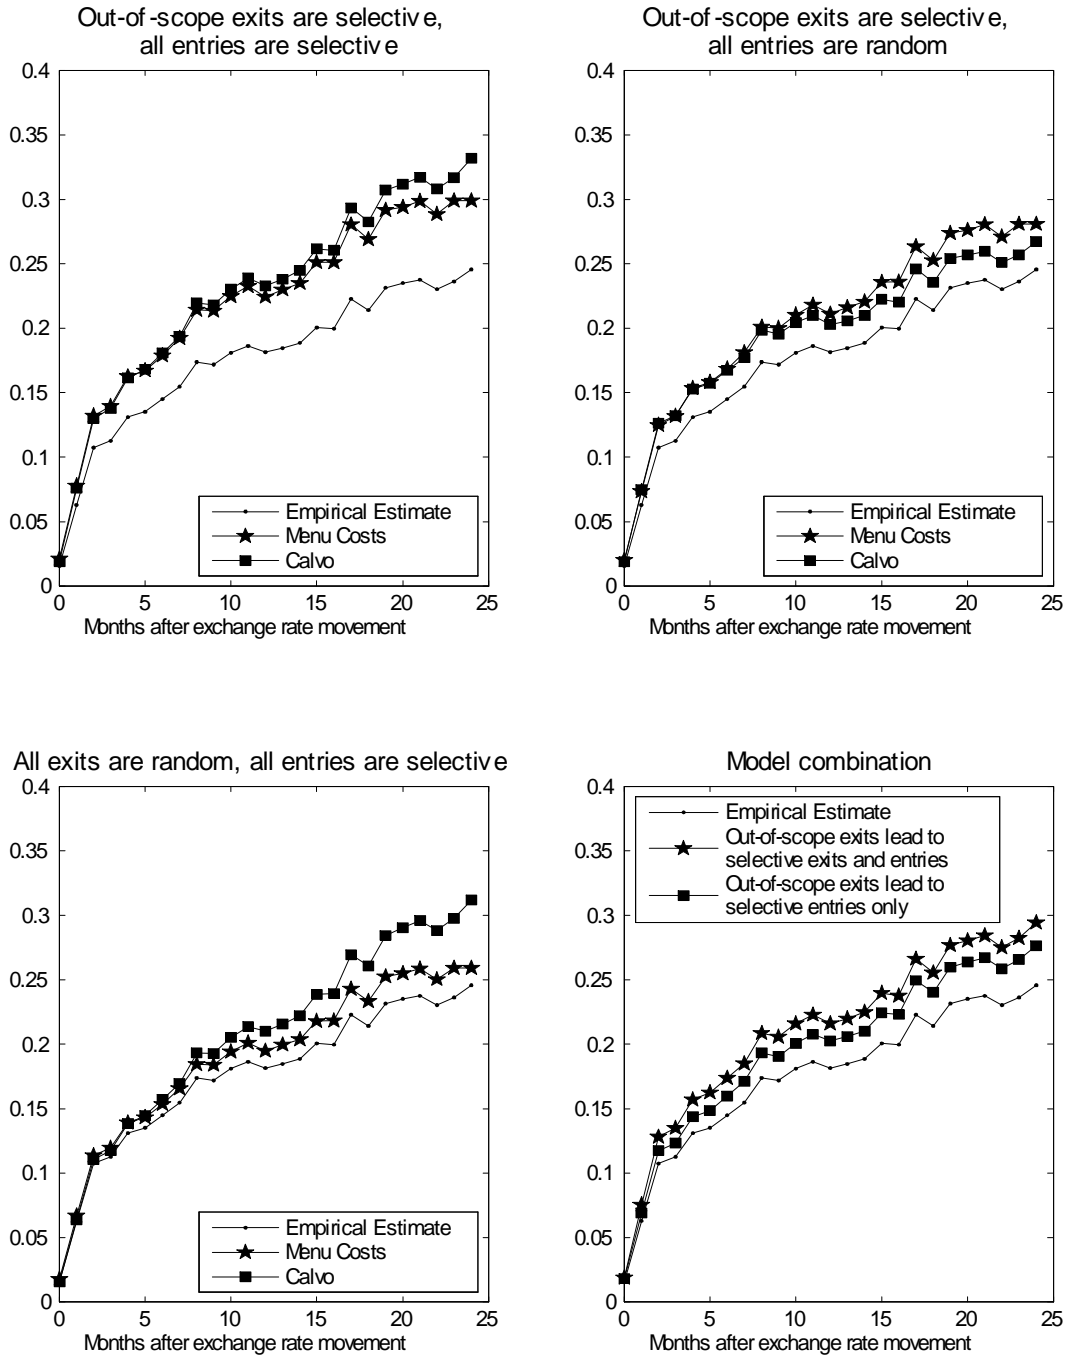 Out-of-scope exits are selective,
all entries are selective
0.4
0.35
0.3
0.25
0.2
0.15
0.1
0.05
0
Empirical Estimate
Menu Costs
Calvo
0 5 10 15 20 25
Months after exchange rate movement
Out-of-scope exits are selective,
all entries are random
0.4
0.35
0.3
0.25
0.2
0.15
0.1
0.05
0
Empirical Estimate
Menu Costs
Calvo
0 5 10 15 20 25
Months after exchange rate movement
All exits are random, all entries are selective
0.4
0.35
0.3
0.25
0.2
0.15
0.1
0.05
0
Empirical Estimate
Menu Costs
Calvo
0 5 10 15 20 25
Months after exchange rate movement
Model combination
0.4
0.35
0.3
0.25
0.2
0.15
0.1
0.05
0
Empirical Estimate
Out-of-scope exits lead to
selective exits and entries
Out-of-scope exits lead to
selective entries only
0 5 10 15 20 25
Months after exchange rate movement